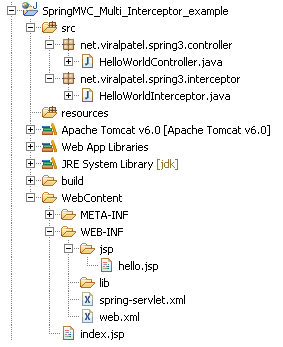 SpringMVC_Multi_Interceptor_example
src
net.viralpatel.spring3.controller
HelloWorldController.java
net.viralpatel.spring3.interceptor
HelloWorldInterceptor.java
resources
Apache Tomcat v6.0 [Apache Tomcat v6.0]
Web App Libraries
JRE System Library [jdk]
build
WebContent
META-INF
WEB-INF
jsp
hello.jsp
lib
spring-servlet.xml
web.xml
index.jsp